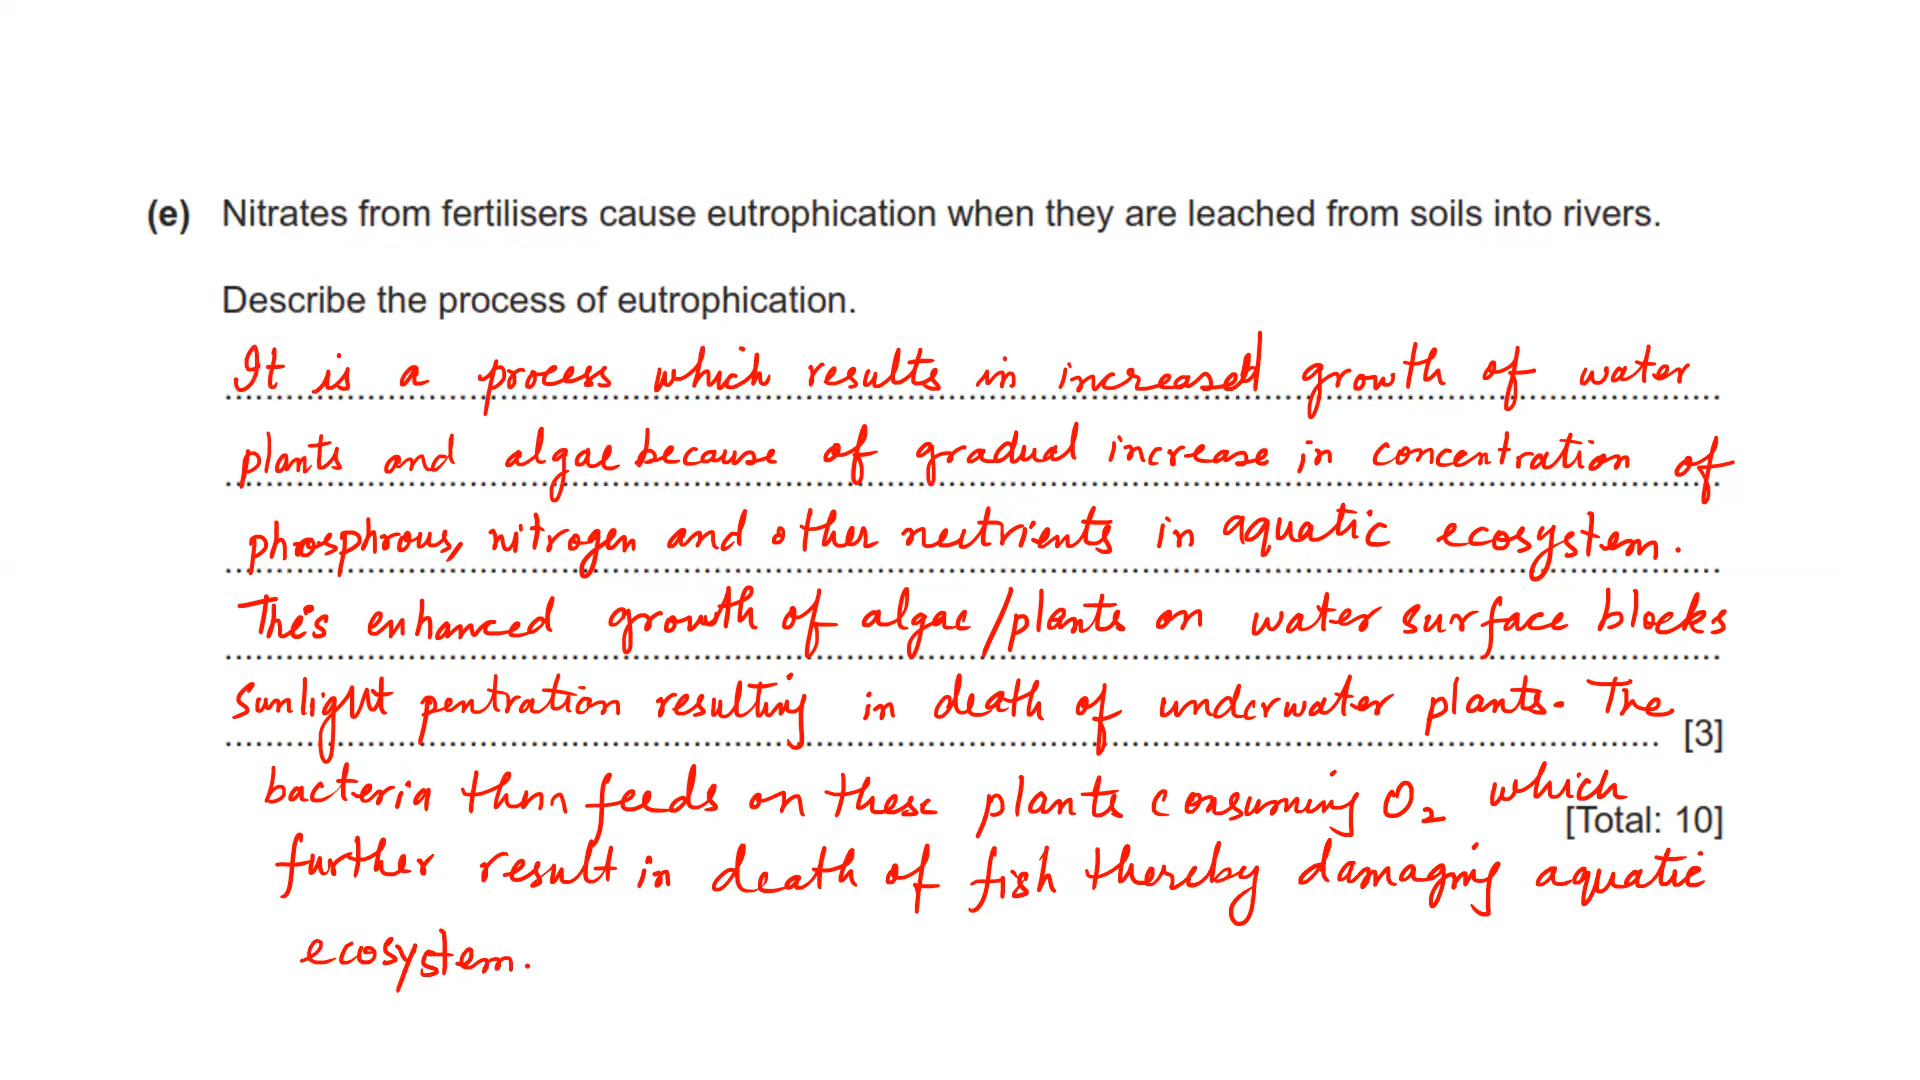 (e) Nitrates from fertilisers cause eutrophication when they are leached from soils into rivers.
Describe the process of eutrophication.
It is a process which results in increased growth of water
plants and algae because of gradual increase in concentration of
phosphrous, nitrogen and other neutrients in aquatic ecosystem.
This enhanced growth of algae/plants on water surface blocks
sunlight pentration resulting in death of underwater plants. The
[3]
bacteria then feeds on these plants consuming O₂ which
[Total: 10]
further result in death of fish thereby damaging aquatic
ecosystem.